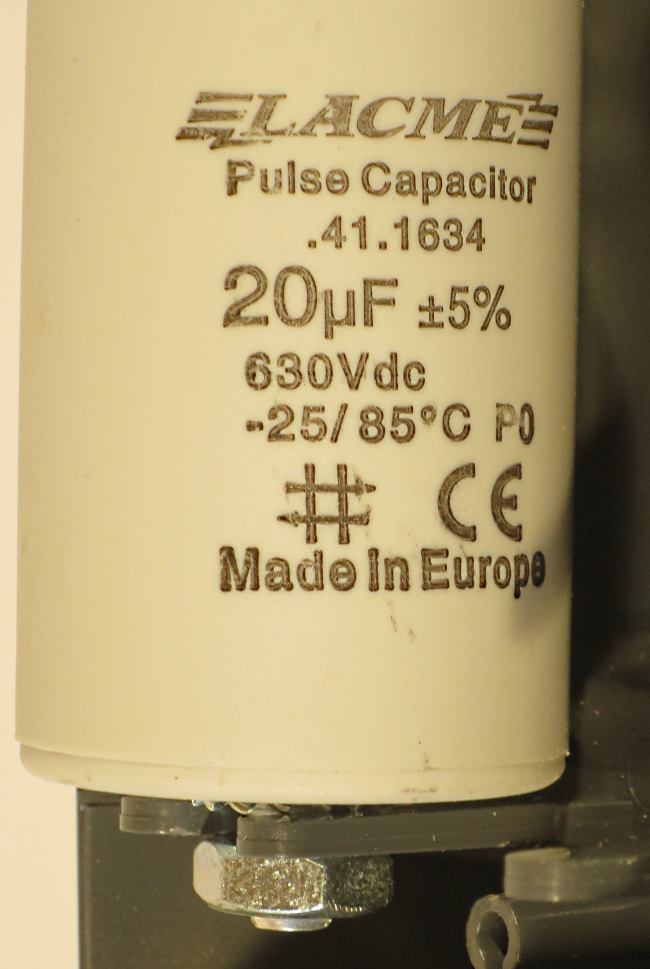 LACME
Pulse Capacitor
.41.1634
20µF ±5%
630Vdc
-25/85°C P0
CE
Made In Europe